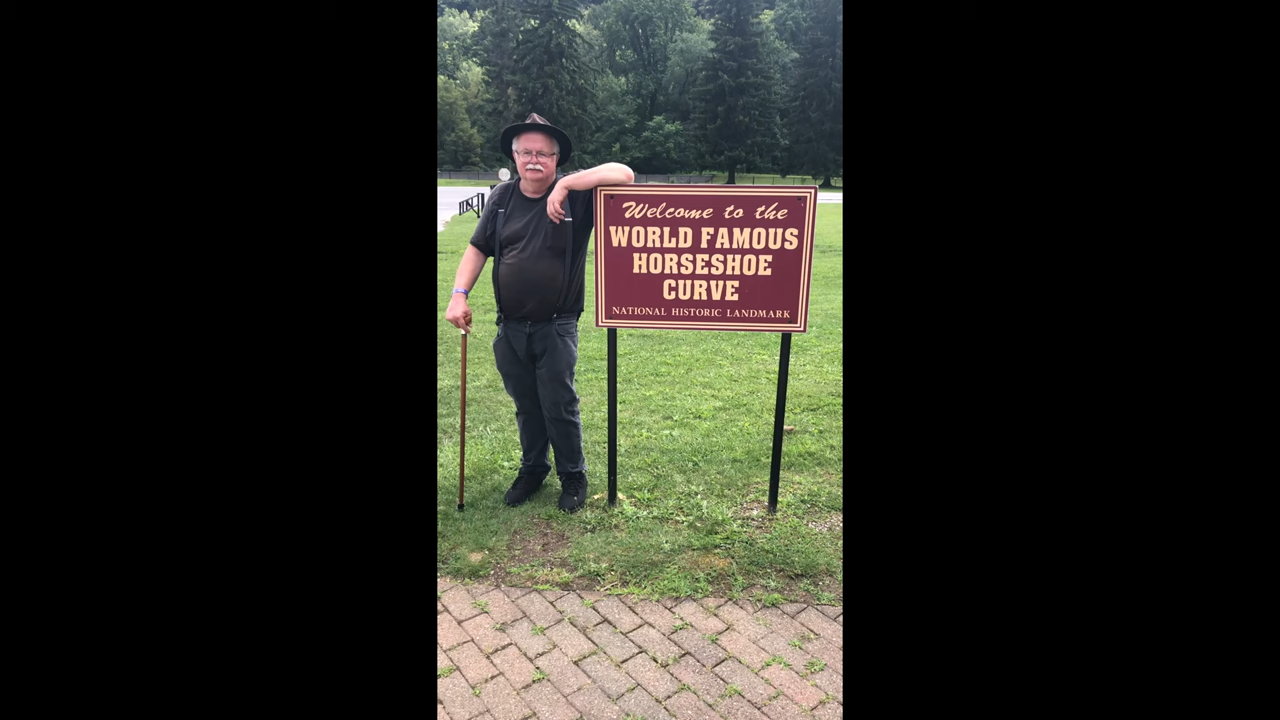 Welcome to the
WORLD FAMOUS
HORSESHOE
CURVE
NATIONAL HISTORIC LANDMARK